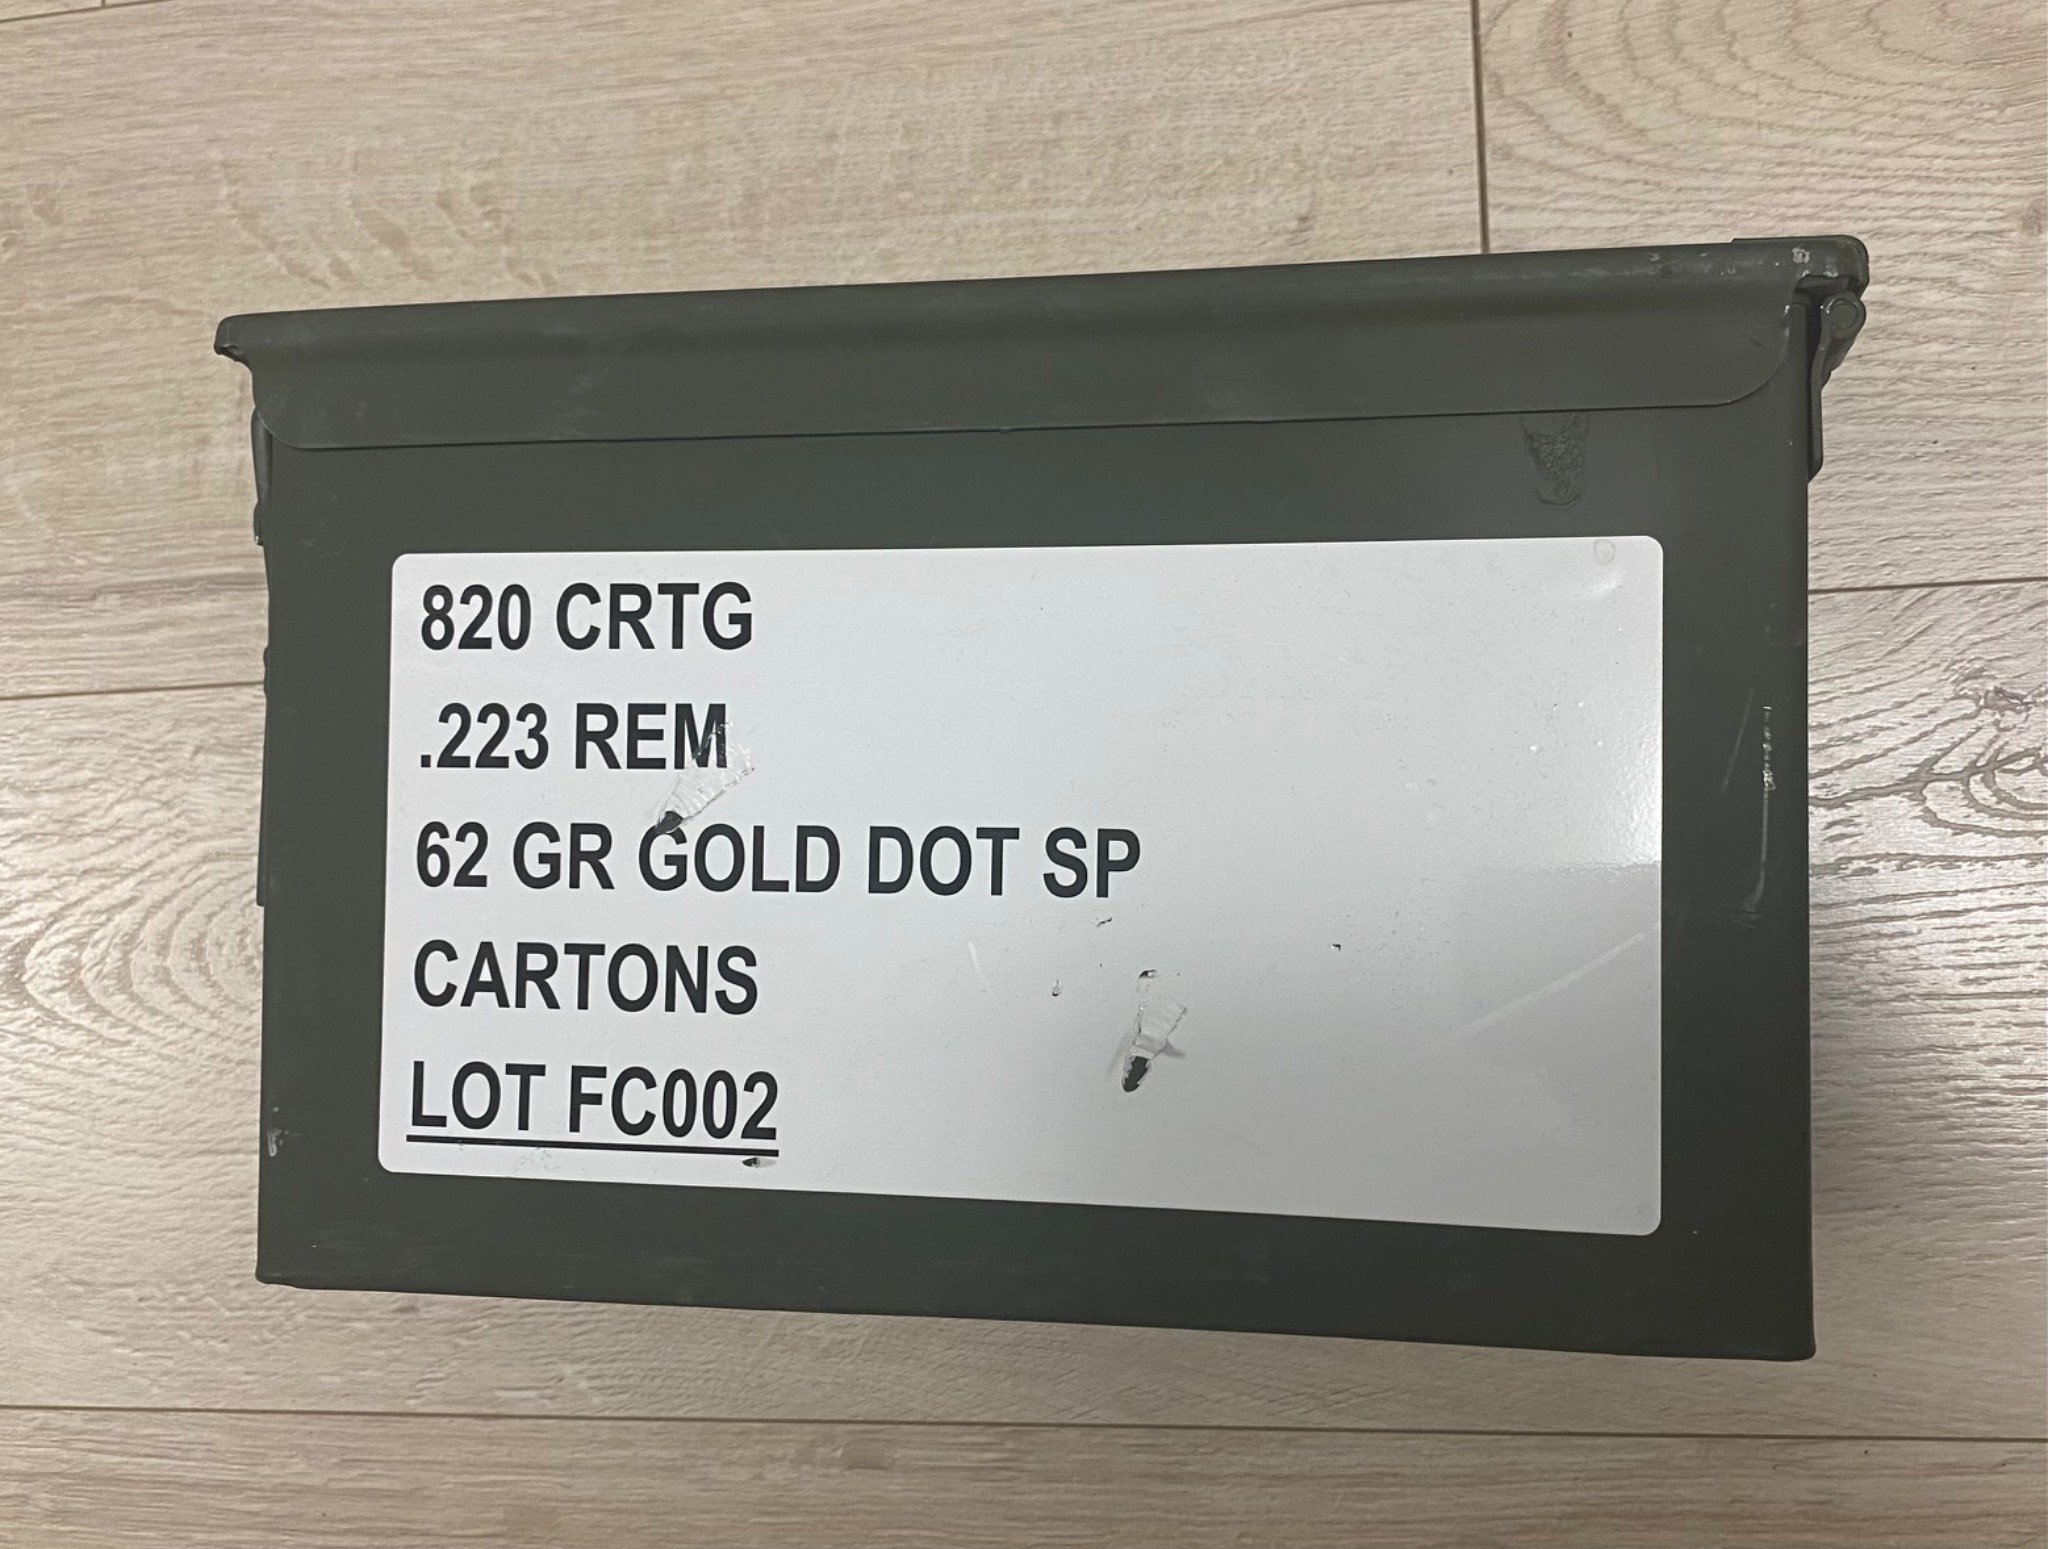 820 CRTG
.223 REM
62 GR GOLD DOT SP
CARTONS
LOT FC002